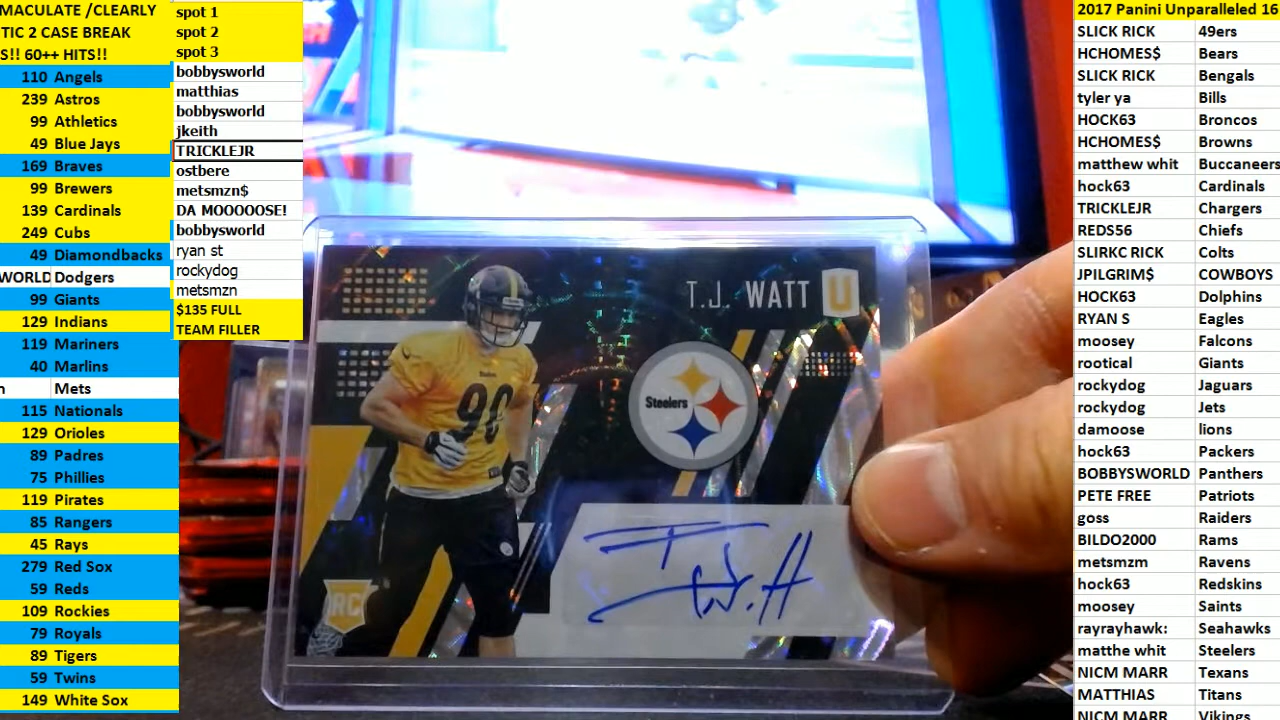 MACULATE /CLEARLY
TIC 2 CASE BREAK
S!! 60++ HITS!!
110 Angels
239 Astros
99 Athletics
49 Blue Jays
169 Braves
99 Brewers
139 Cardinals
249 Cubs
49 Diamondbacks
WORLD Dodgers
99 Giants
129 Indians
119 Mariners
40 Marlins
Mets
115 Nationals
129 Orioles
89 Padres
75 Phillies
119 Pirates
85 Rangers
45 Rays
279 Red Sox
59 Reds
109 Rockies
79 Royals
89 Tigers
59 Twins
149 White Sox
spot 1
spot 2
spot 3
bobbysworld
matthias
bobbysworld
jkeith
TRICKLEJR
ostbere
metsmzn$
DA MOOOOOSE!
bobbysworld
ryan st
rockydog
metsmzn
$135 FULL
TEAM FILLER
T.J. WATT U
Steelers
90
RC
2017 Panini Unparalleled 16
SLICK RICK 49ers
HCHOMES$ Bears
SLICK RICK Bengals
tyler ya Bills
HOCK63 Broncos
HCHOMES$ Browns
matthew whit Buccaneers
hock63 Cardinals
TRICKLEJR Chargers
REDS56 Chiefs
SLIRKC RICK Colts
JPILGRIM$ COWBOYS
HOCK63 Dolphins
RYAN S Eagles
moosey Falcons
rootical Giants
rockydog Jaguars
rockydog Jets
damoose lions
hock63 Packers
BOBBYSWORLD Panthers
PETE FREE Patriots
goss Raiders
BILDO2000 Rams
metsmzm Ravens
hock63 Redskins
moosey Saints
rayrayhawk: Seahawks
matthe whit Steelers
NICM MARR Texans
MATTHIAS Titans
NICM MARR Vikings